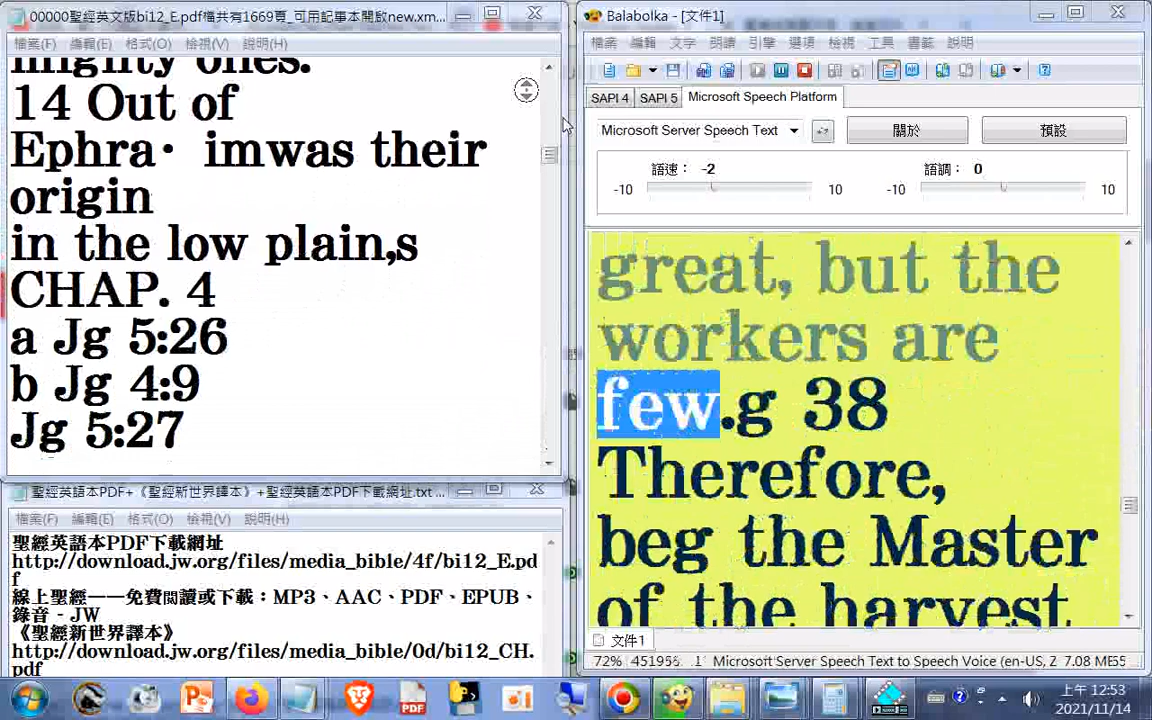 00000聖經英文版bi12_E.pdf檔共有1669頁_可用記事本開啟new.xm...
檔案(F) 編輯(E) 格式(O) 檢視(V) 說明(H)
mighty ones.
14 Out of
Ephra· imwas their
origin
in the low plain,s
CHAP. 4
a Jg 5:26
b Jg 4:9
Jg 5:27
聖經英語本PDF+《聖經新世界譯本》+聖經英語本PDF下載網址.txt ...
檔案(F) 編輯(E) 格式(O) 檢視(V) 說明(H)
聖經英語本PDF下載網址
http://download.jw.org/files/media_bible/4f/bi12_E.pd
f
線上聖經──免費閱讀或下載：MP3、AAC、PDF、EPUB、
錄音 - JW
《聖經新世界譯本》
http://download.jw.org/files/media_bible/0d/bi12_CH.
pdf
Balabolka - [文件1]
檔案 編輯 文字 朗讀 引擎 選項 檢視 工具 書籤 說明
SAPI 4 SAPI 5 Microsoft Speech Platform
Microsoft Server Speech Text 關於 預設
語速： -2 語調： 0
-10 10 -10 10
great, but the
workers are
few.g 38
Therefore,
beg the Master
of the harvest
文件1
72% 451956. Microsoft Server Speech Text to Speech Voice (en-US, Z 7.08 ME55
上午 12:53
2021/11/14